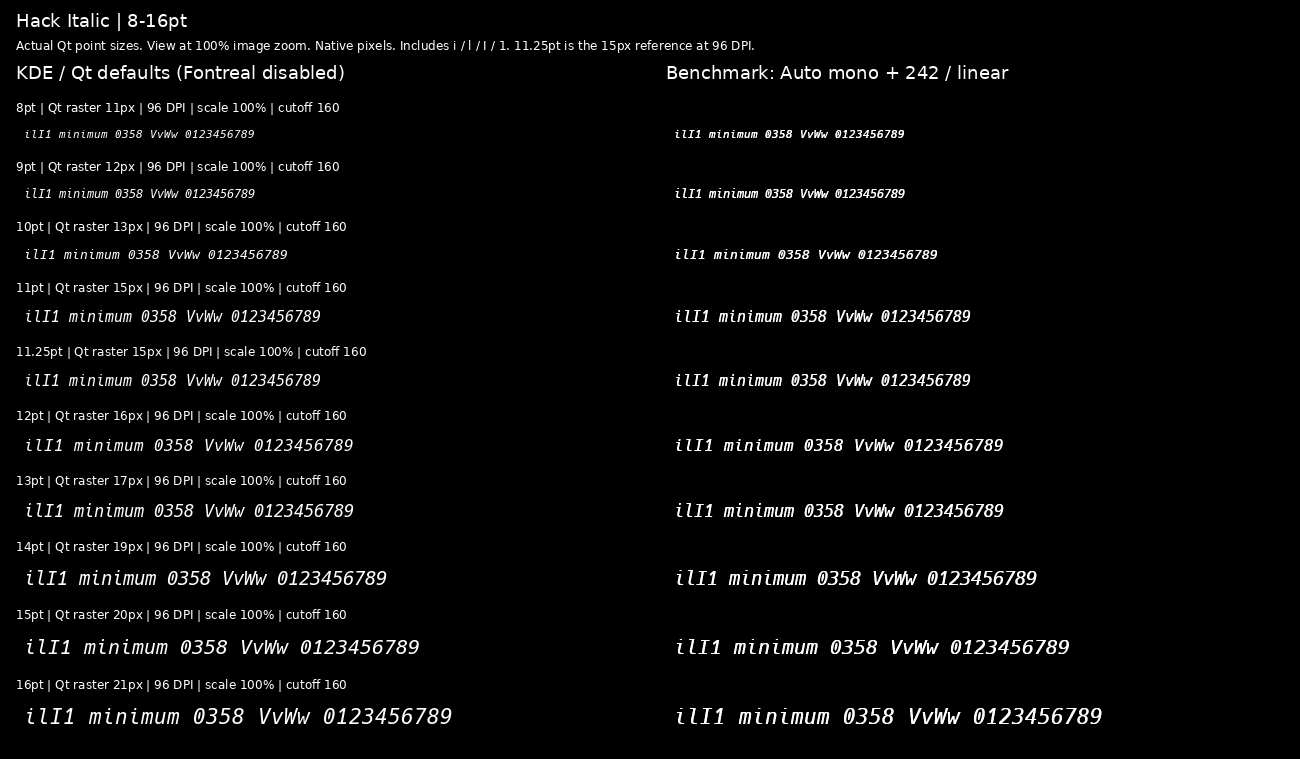 Hack Italic | 8-16pt
Actual Qt point sizes. View at 100% image zoom. Native pixels. Includes i / l / I / 1. 11.25pt is the 15px reference at 96 DPI.
KDE / Qt defaults (Fontreal disabled)
Benchmark: Auto mono + 242 / linear
8pt | Qt raster 11px | 96 DPI | scale 100% | cutoff 160
ilI1 minimum 0358 VvWw 0123456789
ilI1 minimum 0358 VvWw 0123456789
9pt | Qt raster 12px | 96 DPI | scale 100% | cutoff 160
ilI1 minimum 0358 VvWw 0123456789
ilI1 minimum 0358 VvWw 0123456789
10pt | Qt raster 13px | 96 DPI | scale 100% | cutoff 160
ilI1 minimum 0358 VvWw 0123456789
ilI1 minimum 0358 VvWw 0123456789
11pt | Qt raster 15px | 96 DPI | scale 100% | cutoff 160
ilI1 minimum 0358 VvWw 0123456789
ilI1 minimum 0358 VvWw 0123456789
11.25pt | Qt raster 15px | 96 DPI | scale 100% | cutoff 160
ilI1 minimum 0358 VvWw 0123456789
ilI1 minimum 0358 VvWw 0123456789
12pt | Qt raster 16px | 96 DPI | scale 100% | cutoff 160
ilI1 minimum 0358 VvWw 0123456789
ilI1 minimum 0358 VvWw 0123456789
13pt | Qt raster 17px | 96 DPI | scale 100% | cutoff 160
ilI1 minimum 0358 VvWw 0123456789
ilI1 minimum 0358 VvWw 0123456789
14pt | Qt raster 19px | 96 DPI | scale 100% | cutoff 160
ilI1 minimum 0358 VvWw 0123456789
ilI1 minimum 0358 VvWw 0123456789
15pt | Qt raster 20px | 96 DPI | scale 100% | cutoff 160
ilI1 minimum 0358 VvWw 0123456789
ilI1 minimum 0358 VvWw 0123456789
16pt | Qt raster 21px | 96 DPI | scale 100% | cutoff 160
ilI1 minimum 0358 VvWw 0123456789
ilI1 minimum 0358 VvWw 0123456789